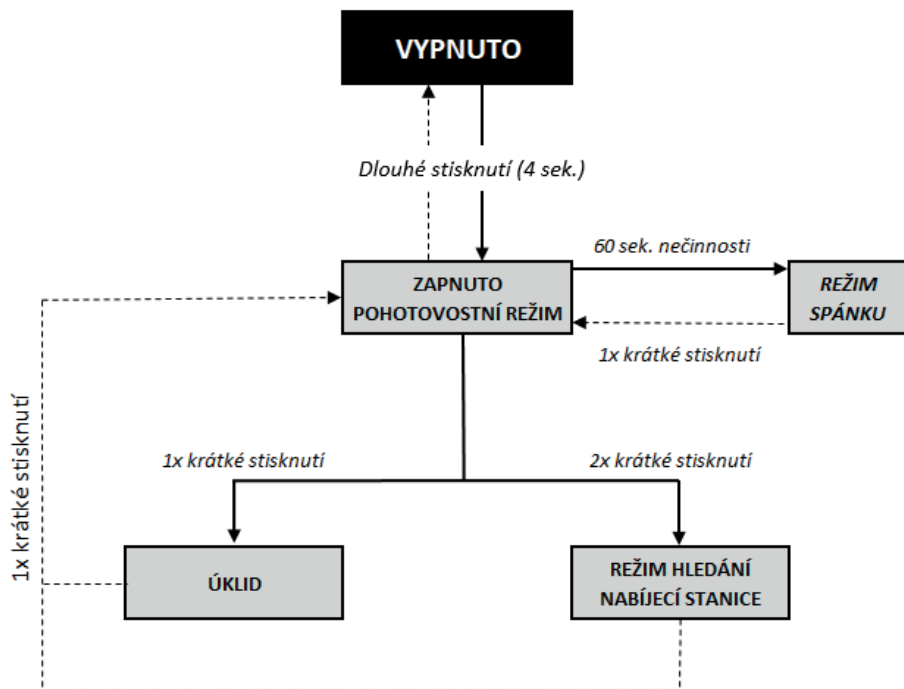 VYPNUTO
Dlouhé stisknutí (4 sek.)
60 sek. nečinnosti
ZAPNUTO
POHOTOVOSTNÍ REŽIM
REŽIM
SPÁNKU
1x krátké stisknutí
1x krátké stisknutí
1x krátké stisknutí
2x krátké stisknutí
ÚKLID
REŽIM HLEDÁNÍ
NABÍJECÍ STANICE